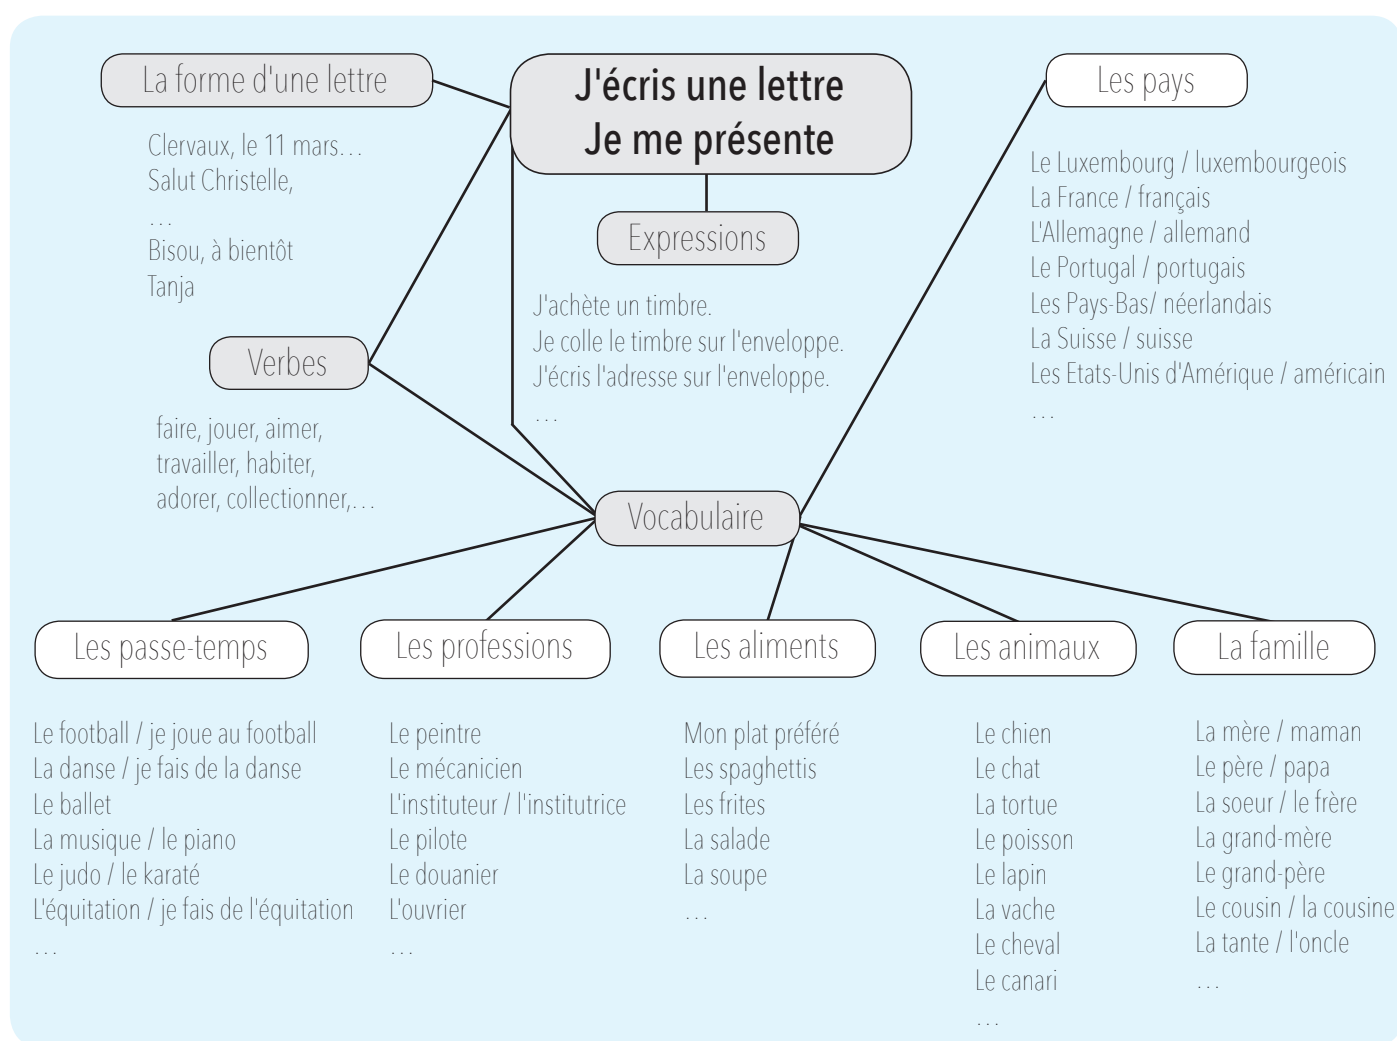 La forme d'une lettre
Clervaux, le 11 mars…
Salut Christelle,
…
Bisou, à bientôt
Tanja
J'écris une lettre
Je me présente
Expressions
J'achète un timbre.
Je colle le timbre sur l'enveloppe.
J'écris l'adresse sur l'enveloppe.
…
Les pays
Le Luxembourg / luxembourgeois
La France / français
L'Allemagne / allemand
Le Portugal / portugais
Les Pays-Bas/ néerlandais
La Suisse / suisse
Les Etats-Unis d'Amérique / américain
…
Verbes
faire, jouer, aimer,
travailler, habiter,
adorer, collectionner,…
Vocabulaire
Les passe-temps
Le football / je joue au football
La danse / je fais de la danse
Le ballet
La musique / le piano
Le judo / le karaté
L'équitation / je fais de l'équitation
…
Les professions
Le peintre
Le mécanicien
L'instituteur / l'institutrice
Le pilote
Le douanier
L'ouvrier
…
Les aliments
Mon plat préféré
Les spaghettis
Les frites
La salade
La soupe
…
Les animaux
Le chien
Le chat
La tortue
Le poisson
Le lapin
La vache
Le cheval
Le canari
…
La famille
La mère / maman
Le père / papa
La soeur / le frère
La grand-mère
Le grand-père
Le cousin / la cousine
La tante / l'oncle
…